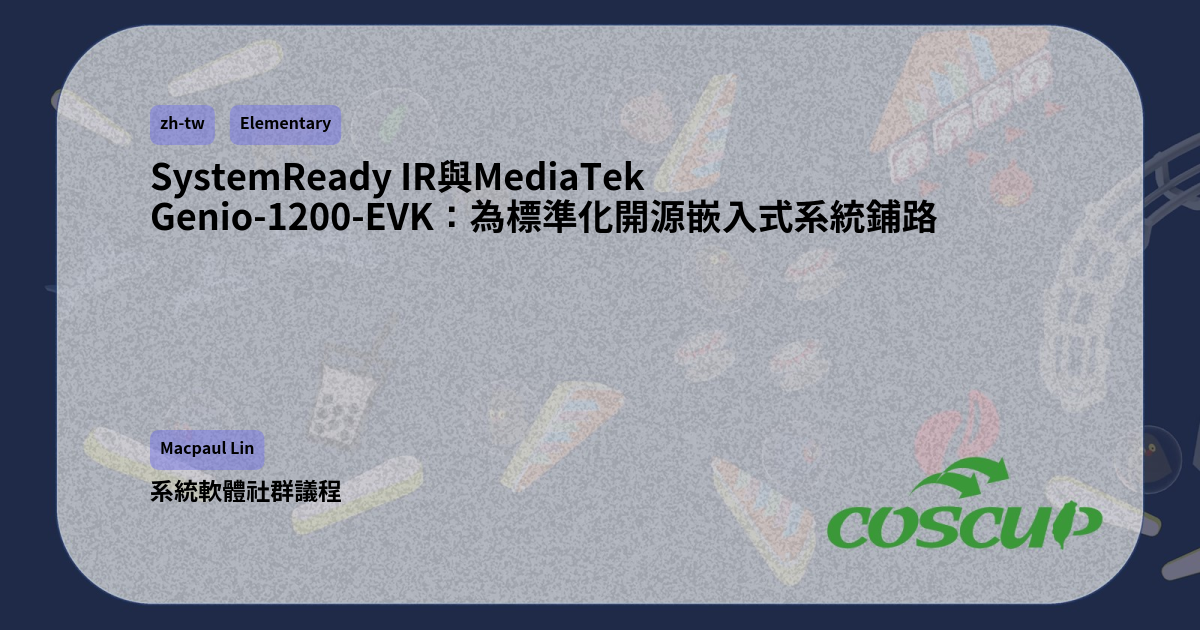 zh-tw Elementary
SystemReady IR與MediaTek
Genio-1200-EVK：為標準化開源嵌入式系統鋪路
Macpaul Lin
系統軟體社群議程
COSCUP